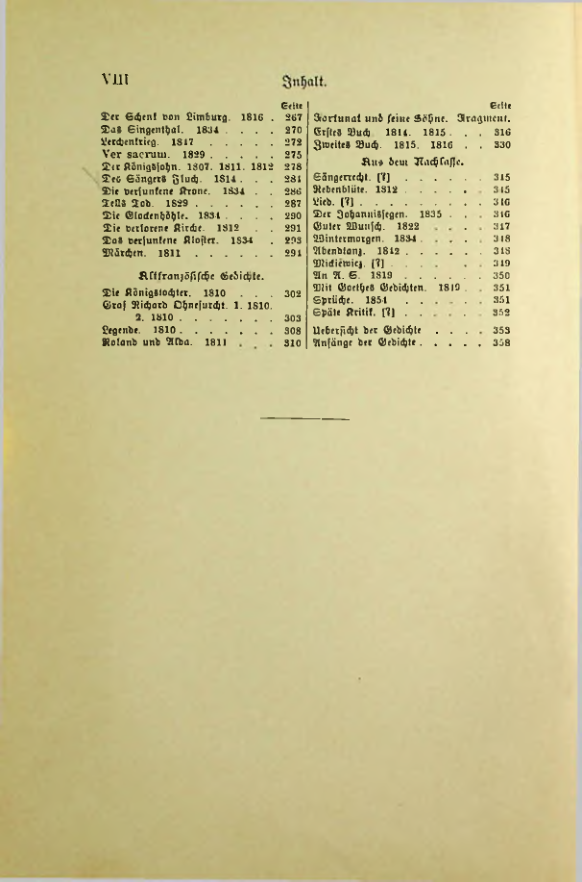 VIII
Inhalt.
Seite
Der Schenk von Limburg. 1816 . 267
Das Singenthal. 1834 . . . . 270
Lerchenkrieg. 1847 . . . . . 272
Ver sacrum. 1829 . . . . . 275
Der Königssohn. 1807. 1811. 1812 278
Des Sängers Fluch. 1814 . . . 281
Die versunkene Krone. 1834 . . 286
Tells Tod. 1829 . . . . . . 287
Die Glockenhöhle. 1834 . . . . 290
Die verlorene Kirche. 1812 . . 291
Das versunkene Kloster. 1834 . 293
Märchen. 1811 . . . . . . 294
Altfranzösische Gedichte.
Die Königstochter. 1810 . . . 302
Graf Richard Ohnefurcht. 1. 1810.
2. 1810 . . . . . . . 303
Legende. 1810 . . . . . . 308
Roland und Alda. 1811 . . . 310
Seite
Fortunat und seine Söhne. Fragment.
Erstes Buch. 1814. 1815 . . . 316
Zweites Buch. 1815. 1816 . . 330
Aus dem Nachlasse.
Sängerrecht. [?] . . . . . . 345
Rebenblüte. 1812 . . . . . 345
Lieb. [?] . . . . . . . . 346
Der Johannissegen. 1835 . . . 346
Guter Wunsch. 1822 . . . . 347
Wintermorgen. 1834 . . . . . 348
Abendtanz. 1842 . . . . . . 348
Mickiewicz. [?] . . . . . . 349
An A. S. 1819 . . . . . . 350
Mit Goethes Gedichten. 1849 . . 351
Sprüche. 1854 . . . . . . 351
Späte Kritik. [?] . . . . . . 352
Uebersicht der Gedichte . . . . 353
Anfänge der Gedichte . . . . . 358